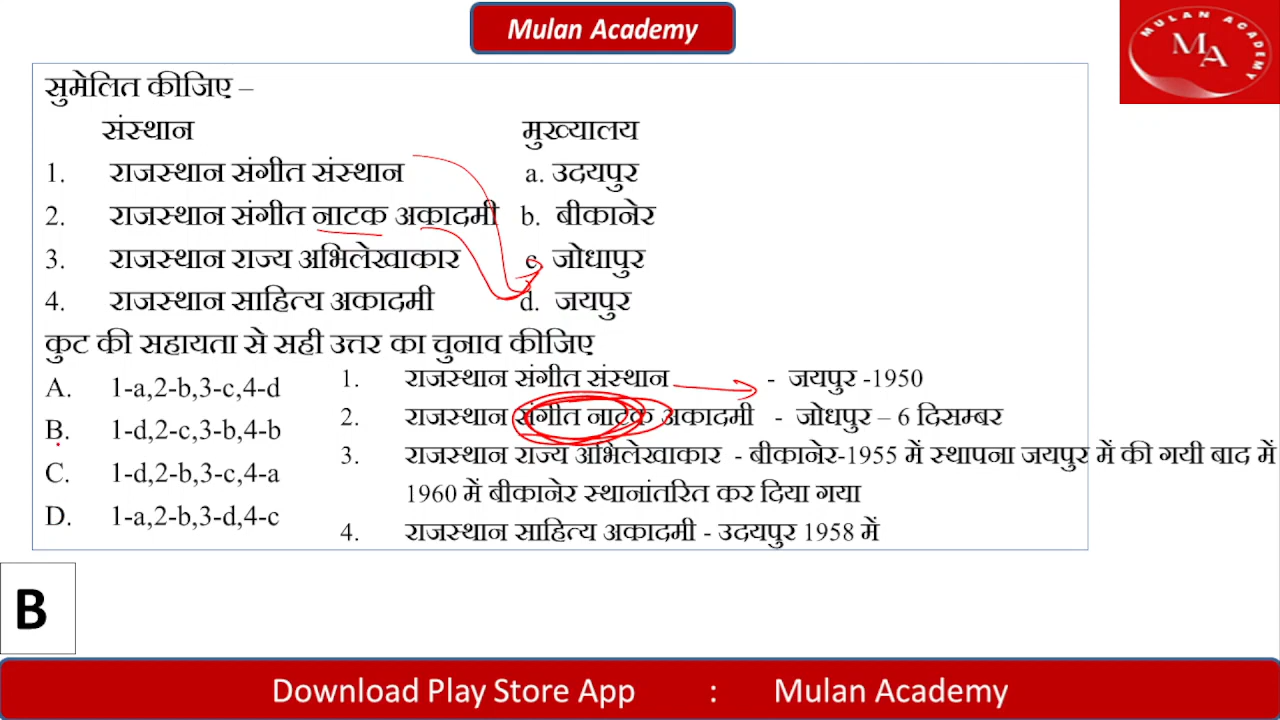 Mulan Academy
MULAN ACADEMY
MA
सुमेलित कीजिए –
संस्थान मुख्यालय
1. राजस्थान संगीत संस्थान a. उदयपुर
2. राजस्थान संगीत नाटक अकादमी b. बीकानेर
3. राजस्थान राज्य अभिलेखाकार c. जोधापुर
4. राजस्थान साहित्य अकादमी d. जयपुर
कुट की सहायता से सही उत्तर का चुनाव कीजिए
A. 1-a,2-b,3-c,4-d
B. 1-d,2-c,3-b,4-b
C. 1-d,2-b,3-c,4-a
D. 1-a,2-b,3-d,4-c
1. राजस्थान संगीत संस्थान - जयपुर -1950
2. राजस्थान संगीत नाटक अकादमी - जोधपुर – 6 दिसम्बर
3. राजस्थान राज्य अभिलेखाकार - बीकानेर-1955 में स्थापना जयपुर में की गयी बाद में
1960 में बीकानेर स्थानांतरित कर दिया गया
4. राजस्थान साहित्य अकादमी - उदयपुर 1958 में
B
Download Play Store App : Mulan Academy